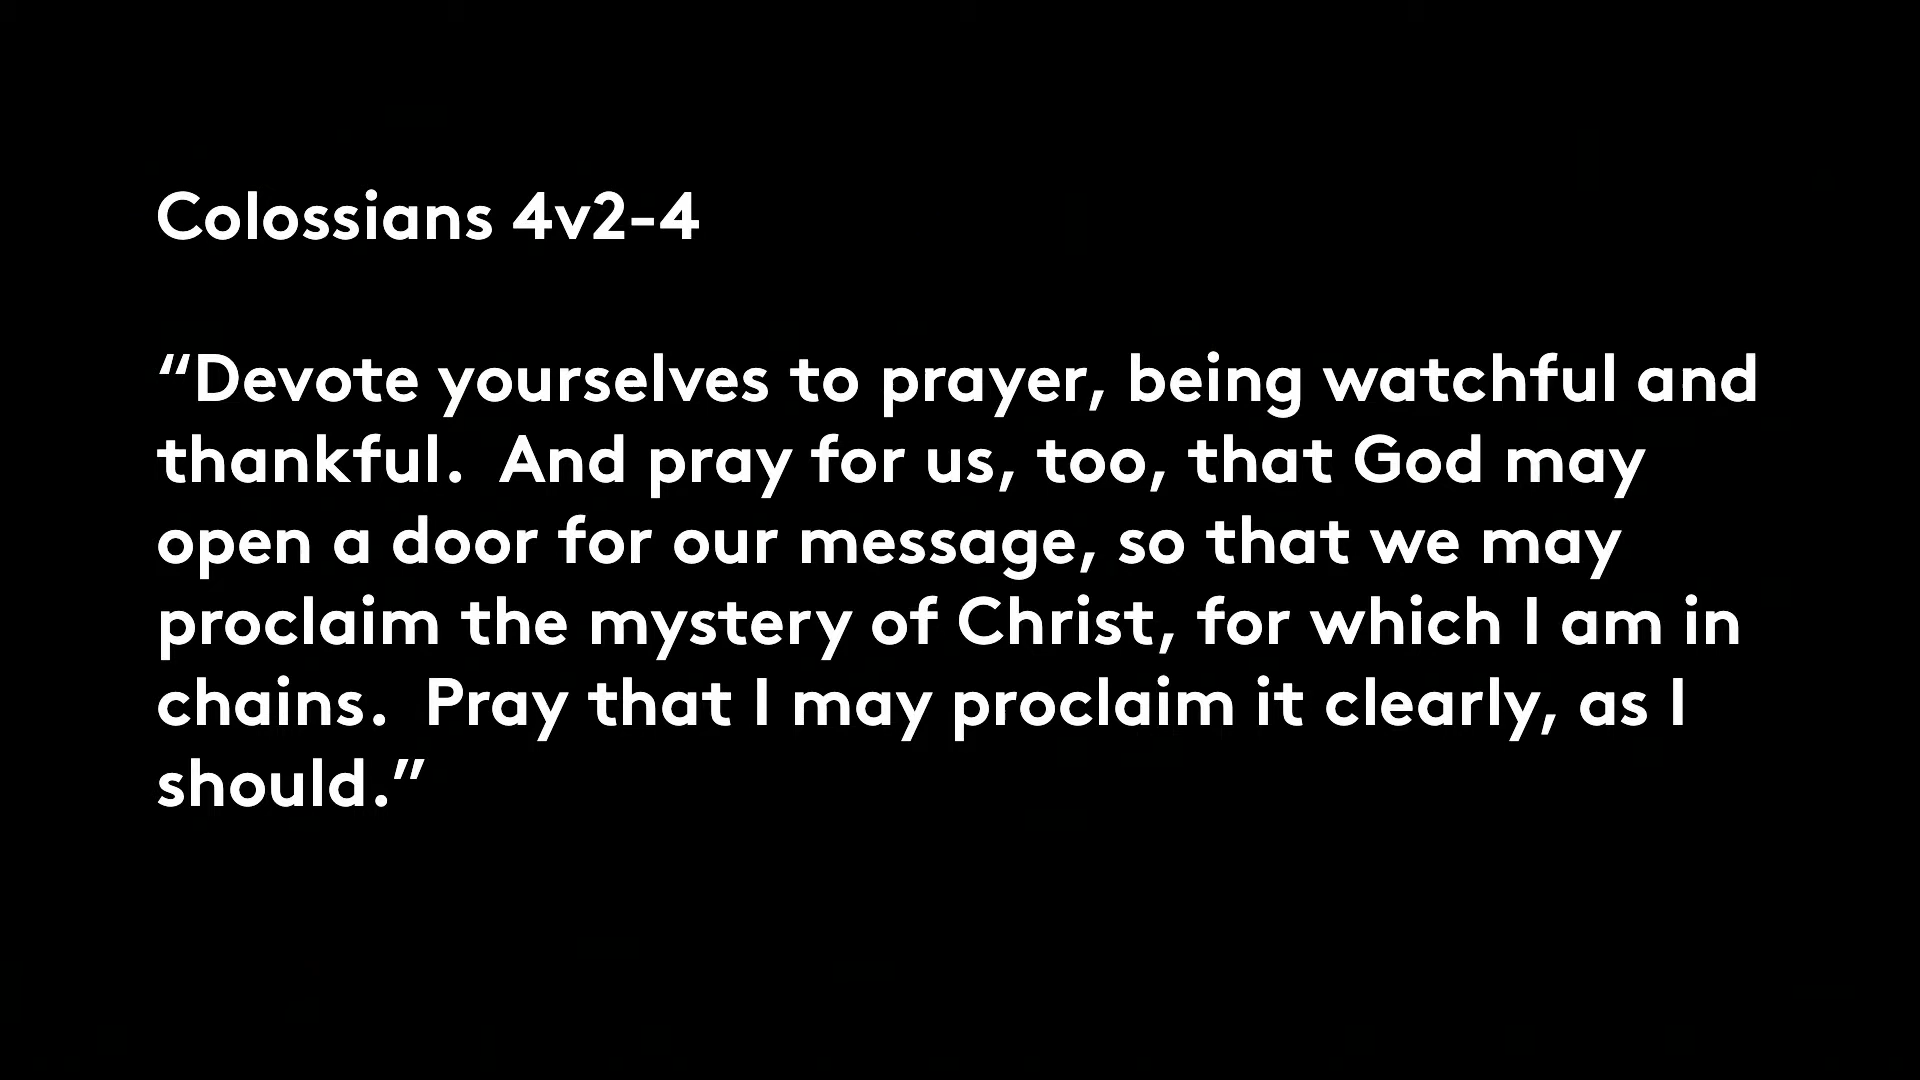 Colossians 4v2-4
“Devote yourselves to prayer, being watchful and
thankful.  And pray for us, too, that God may
open a door for our message, so that we may
proclaim the mystery of Christ, for which I am in
chains.  Pray that I may proclaim it clearly, as I
should.”